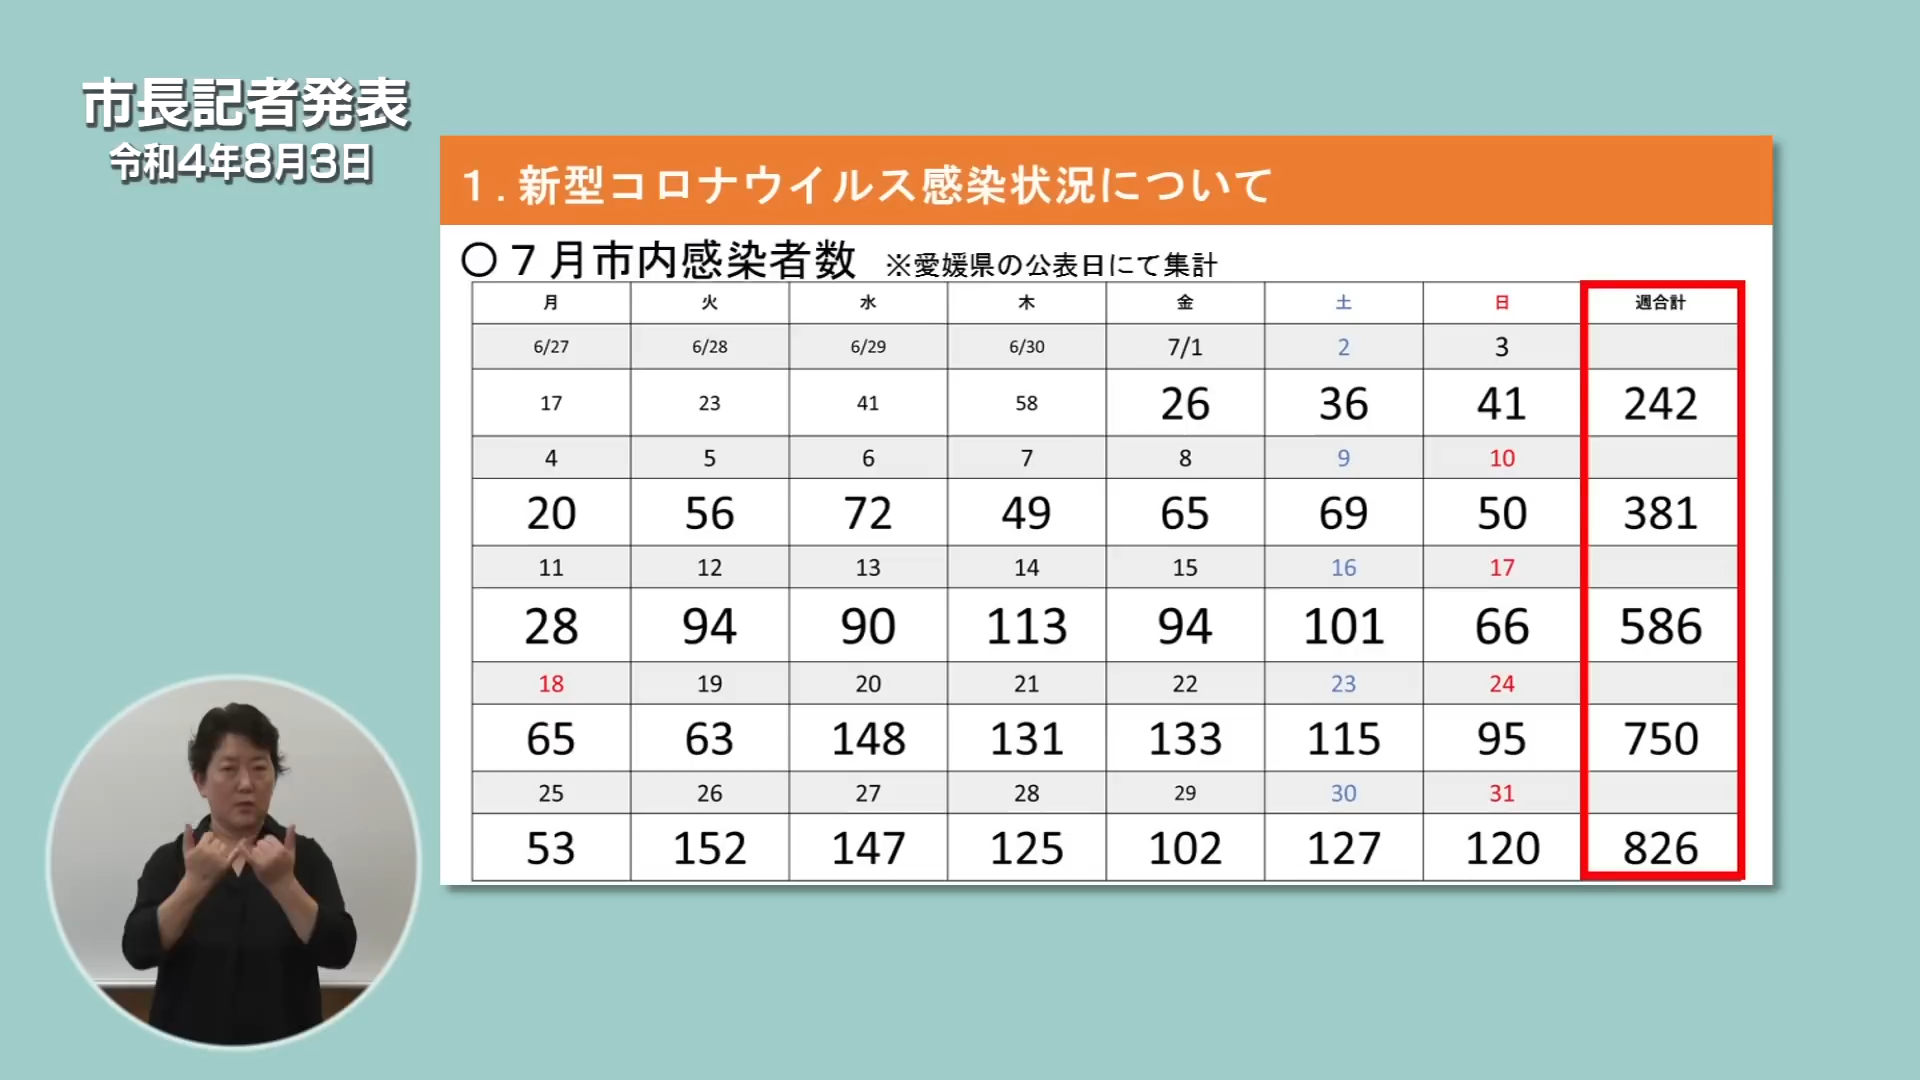 市長記者発表
令和4年8月3日
１．新型コロナウイルス感染状況について
〇７月市内感染者数 ※愛媛県の公表日にて集計
月 火 水 木 金 土 日 週合計
6/27 6/28 6/29 6/30 7/1 2 3
17 23 41 58 26 36 41 242
4 5 6 7 8 9 10
20 56 72 49 65 69 50 381
11 12 13 14 15 16 17
28 94 90 113 94 101 66 586
18 19 20 21 22 23 24
65 63 148 131 133 115 95 750
25 26 27 28 29 30 31
53 152 147 125 102 127 120 826